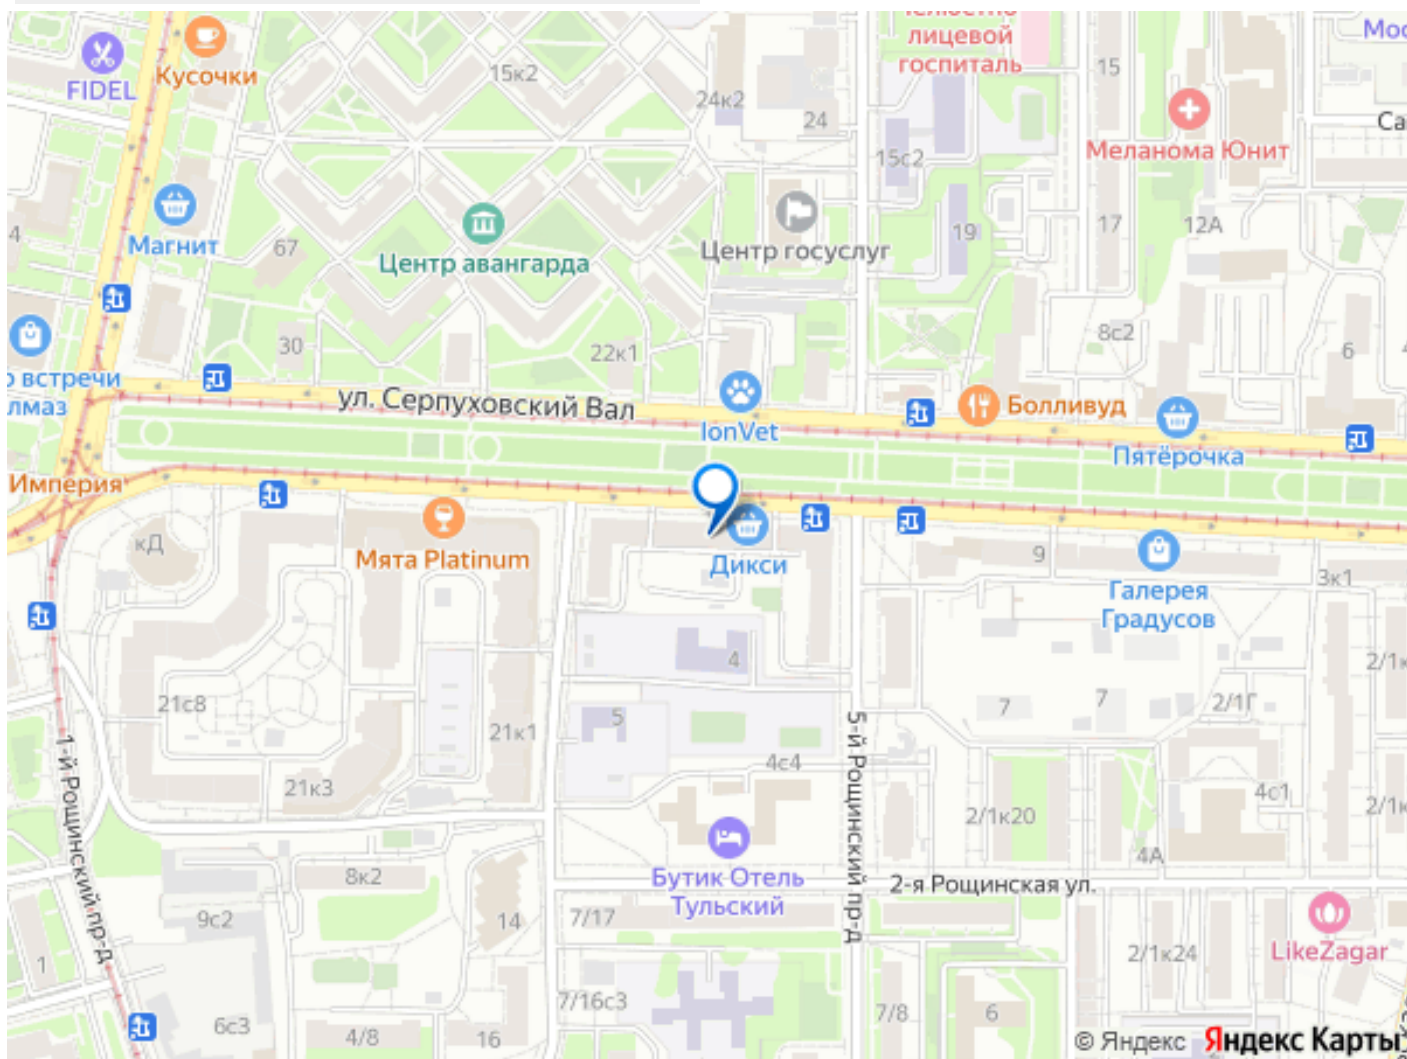 лицевой
госпиталь
Мос
FIDEL
Кусочки
15к2
24к2
24
15
15с2
Са
Меланома Юнит
4
Магнит
67
Центр авангарда
Центр госуслуг
19
17
12А
30
22к1
8с2
6
о встречи
лмаз
ул. Серпуховский Вал
IonVet
Болливуд
Пятёрочка
Империя
кД
Мята Platinum
Дикси
9
Галерея
Градусов
3к1
4
2/1к
21с8
5
21к1
7
7
2/1Г
1-й Рощинский пр-д
5-й Рощинский пр-д
4с4
21к3
2/1к20
4с1
2/1к
4А
8к2
Бутик Отель
Тульский
2-я Рощинская ул.
9с2
14
7/17
1
2/1к24
LikeZagar
7/16с3
6с3
4/8
16
7/8
6
© Яндекс Яндекс Карты